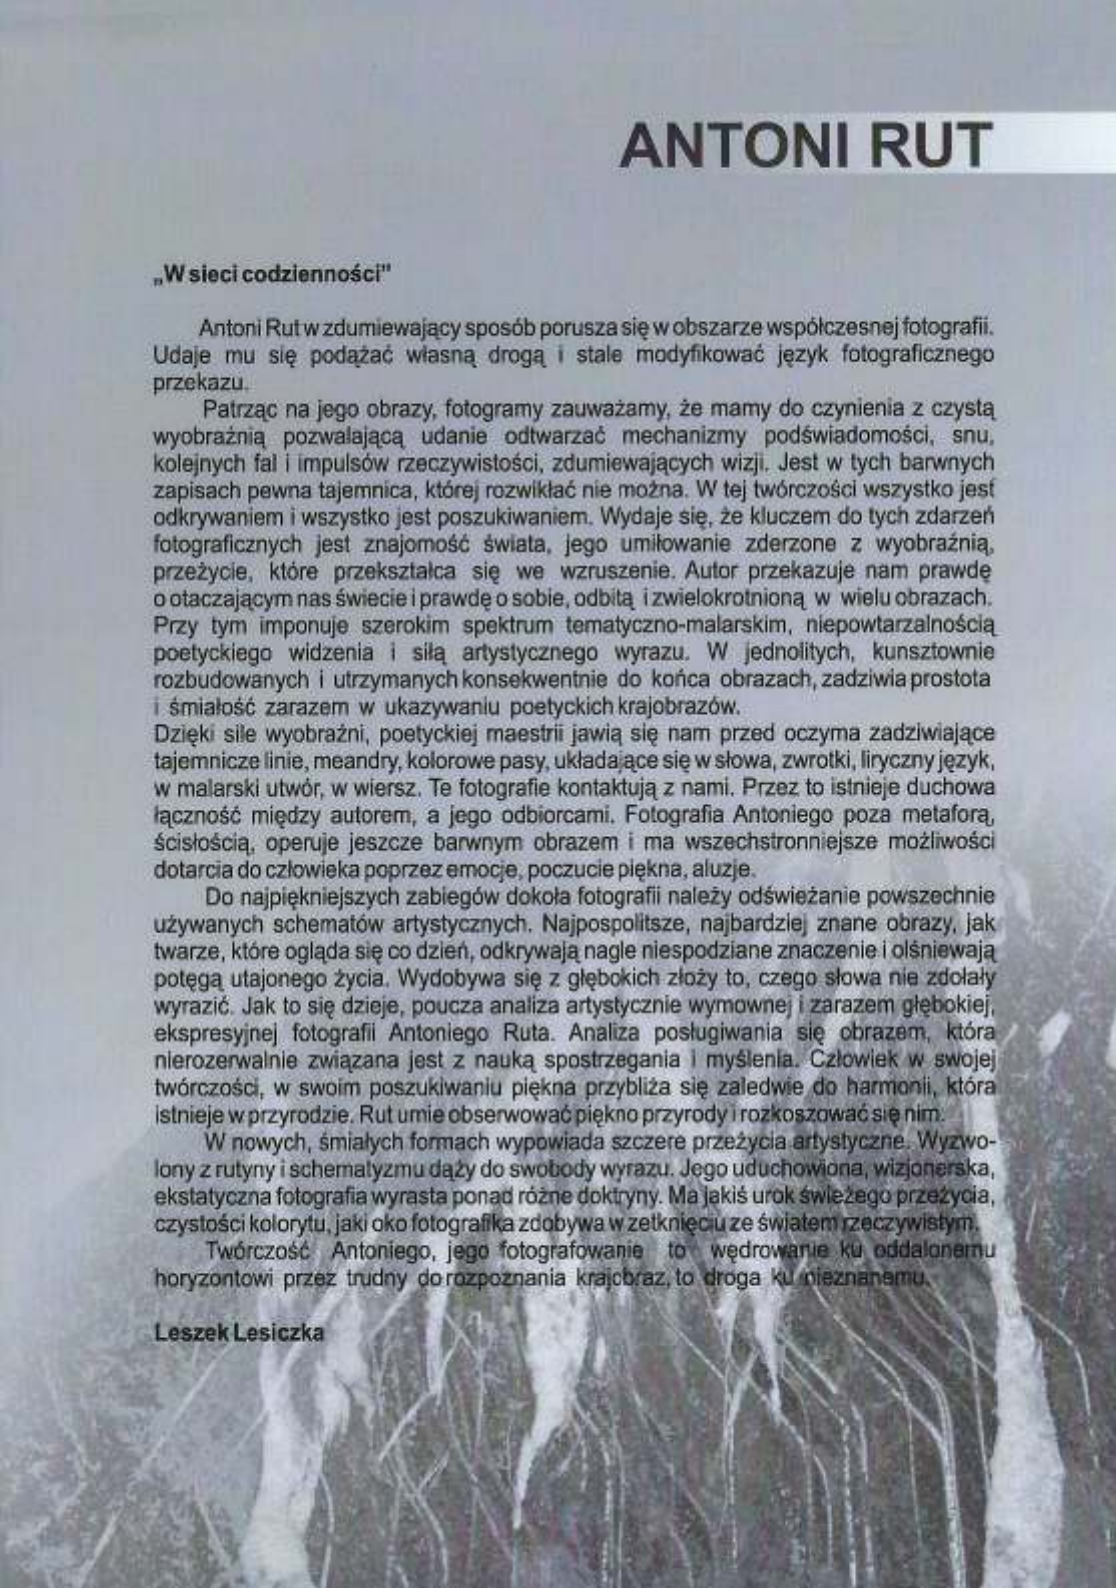 ANTONI RUT
„W sieci codzienności"
Antoni Rut w zdumiewający sposób porusza się w obszarze współczesnej fotografii.
Udaje mu się podążać własną drogą i stale modyfikować język fotograficznego
przekazu.
Patrząc na jego obrazy, fotogramy zauważamy, że mamy do czynienia z czystą
wyobraźnią pozwalającą udanie odtwarzać mechanizmy podświadomości, snu,
kolejnych fal i impulsów rzeczywistości, zdumiewających wizji. Jest w tych barwnych
zapisach pewna tajemnica, której rozwikłać nie można. W tej twórczości wszystko jest
odkrywaniem i wszystko jest poszukiwaniem. Wydaje się, że kluczem do tych zdarzeń
fotograficznych jest znajomość świata, jego umiłowanie zderzone z wyobraźnią,
przeżycie, które przekształca się we wzruszenie. Autor przekazuje nam prawdę
o otaczającym nas świecie i prawdę o sobie, odbitą i zwielokrotnioną w wielu obrazach.
Przy tym imponuje szerokim spektrum tematyczno-malarskim, niepowtarzalnością
poetyckiego widzenia i siłą artystycznego wyrazu. W jednolitych, kunsztownie
rozbudowanych i utrzymanych konsekwentnie do końca obrazach, zadziwia prostota
i śmiałość zarazem w ukazywaniu poetyckich krajobrazów.
Dzięki sile wyobraźni, poetyckiej maestrii jawią się nam przed oczyma zadziwiające
tajemnicze linie, meandry, kolorowe pasy, układające się w słowa, zwrotki, liryczny język,
w malarski utwór, w wiersz. Te fotografie kontaktują z nami. Przez to istnieje duchowa
łączność między autorem, a jego odbiorcami. Fotografia Antoniego poza metaforą,
ścisłością, operuje jeszcze barwnym obrazem i ma wszechstronniejsze możliwości
dotarcia do człowieka poprzez emocje, poczucie piękna, aluzje.
Do najpiękniejszych zabiegów dokoła fotografii należy odświeżanie powszechnie
używanych schematów artystycznych. Najpospolitsze, najbardziej znane obrazy, jak
twarze, które ogląda się co dzień, odkrywają nagle niespodziane znaczenie i olśniewają
potęgą utajonego życia. Wydobywa się z głębokich złoży to, czego słowa nie zdołały
wyrazić. Jak to się dzieje, poucza analiza artystycznie wymownej i zarazem głębokiej,
ekspresyjnej fotografii Antoniego Ruta. Analiza posługiwania się obrazem, która
nierozerwalnie związana jest z nauką spostrzegania i myślenia. Człowiek w swojej
twórczości, w swoim poszukiwaniu piękna przybliża się zaledwie do harmonii, która
istnieje w przyrodzie. Rut umie obserwować piękno przyrody i rozkoszować się nim.
W nowych, śmiałych formach wypowiada szczere przeżycia artystyczne. Wyzwo-
lony z rutyny i schematyzmu dąży do swobody wyrazu. Jego uduchowiona, wizjonerska,
ekstatyczna fotografia wyrasta ponad różne doktryny. Ma jakiś urok świeżego przeżycia,
czystości kolorytu, jaki oko fotografika zdobywa w zetknięciu ze światem rzeczywistym.
Twórczość Antoniego, jego fotografowanie to wędrowanie ku oddalonemu
horyzontowi przez trudny do rozpoznania krajobraz, to droga ku nieznanemu.
Leszek Lesiczka